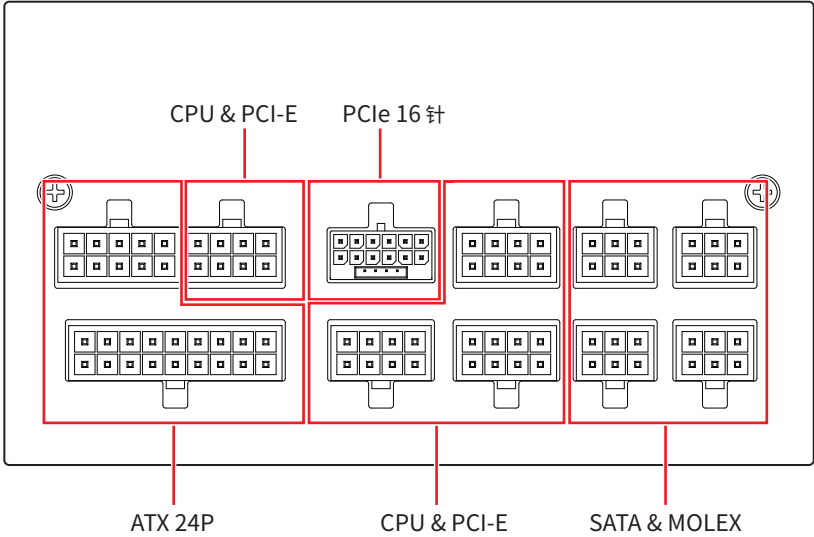 CPU & PCI-E
PCIe 16 针
ATX 24P
CPU & PCI-E
SATA & MOLEX